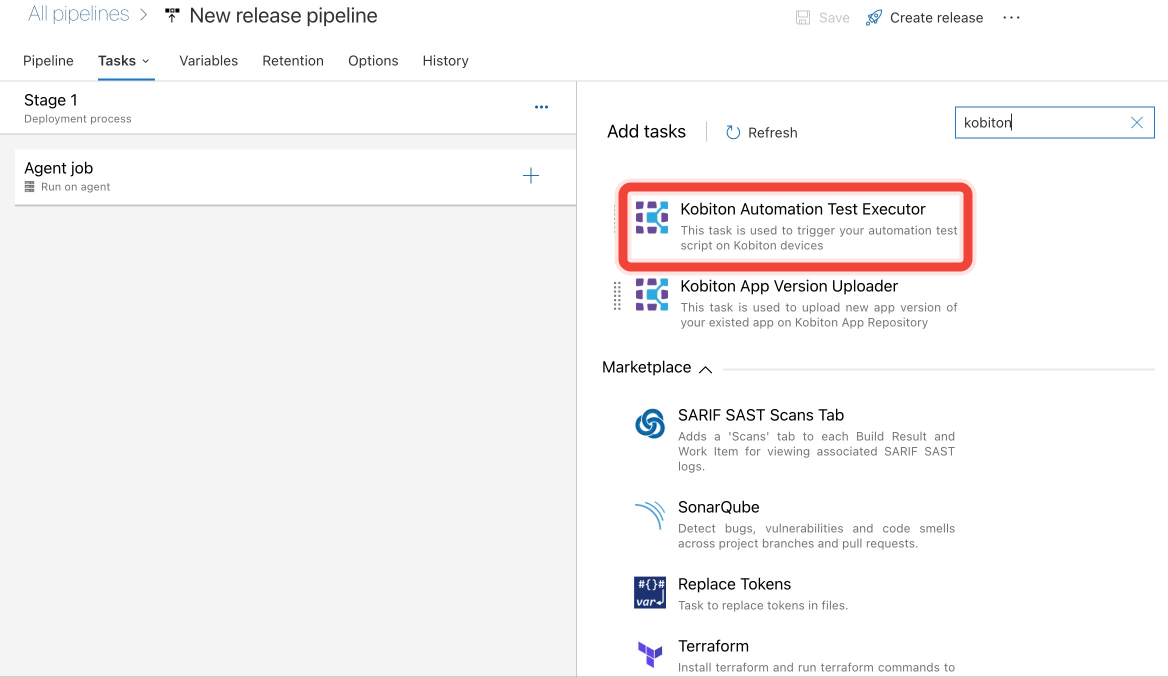 All pipelines > New release pipeline
Save Create release ...
Pipeline Tasks Variables Retention Options History
Stage 1
Deployment process
Agent job
Run on agent
Add tasks Refresh
kobiton
Kobiton Automation Test Executor
This task is used to trigger your automation test
script on Kobiton devices
Kobiton App Version Uploader
This task is used to upload new app version of
your existed app on Kobiton App Repository
Marketplace
SARIF SAST Scans Tab
Adds a 'Scans' tab to each Build Result and
Work Item for viewing associated SARIF SAST
logs.
SonarQube
Detect bugs, vulnerabilities and code smells
across project branches and pull requests.
#{}#
var
Replace Tokens
Task to replace tokens in files.
Terraform
Install terraform and run terraform commands to